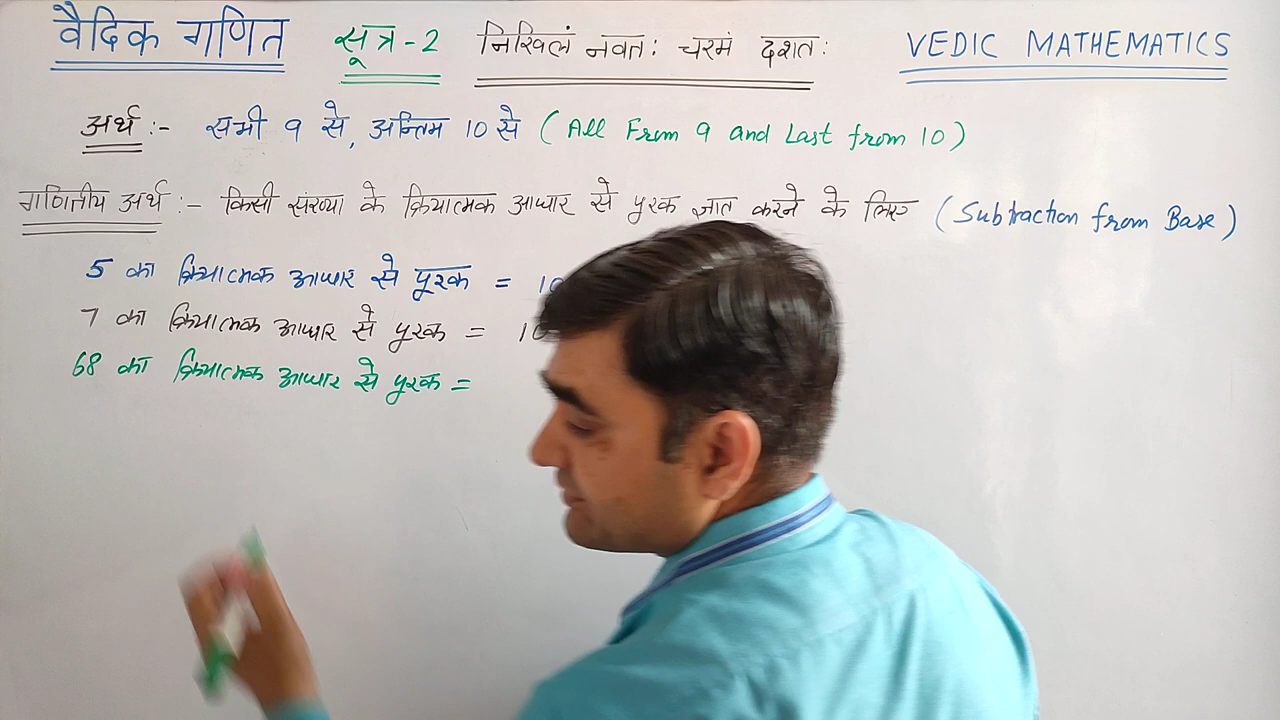 वैदिक गणित सूत्र-2 निखिलं नवतः चरमं दशतः VEDIC MATHEMATICS
अर्थ :- सभी 9 से, अन्तिम 10 से (All From 9 and Last from 10)
गणितीय अर्थ :- किसी संख्या के क्रियात्मक आधार से पूरक ज्ञात करने के लिए (Subtraction from Base)
5 का क्रियात्मक आधार से पूरक = 10
7 का क्रियात्मक आधार से पूरक = 10
68 का क्रियात्मक आधार से पूरक =